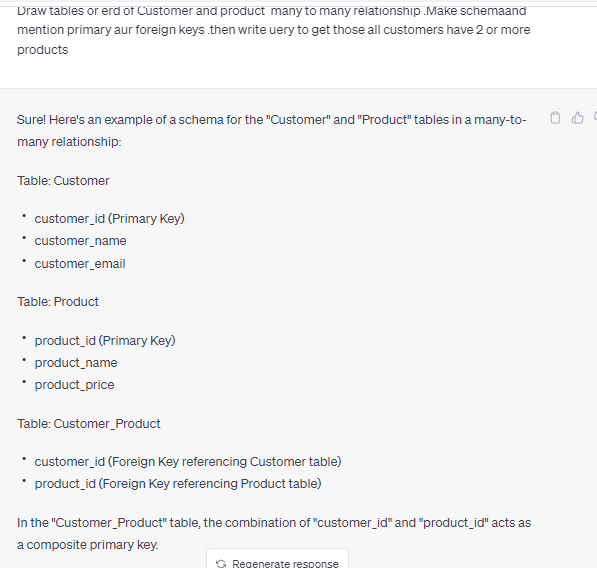 Draw tables or erd of Customer and product many to many relationship .Make schemaand
mention primary aur foreign keys .then write uery to get those all customers have 2 or more
products
Sure! Here's an example of a schema for the "Customer" and "Product" tables in a many-to-
many relationship:
Table: Customer
• customer_id (Primary Key)
• customer_name
• customer_email
Table: Product
• product_id (Primary Key)
• product_name
• product_price
Table: Customer_Product
• customer_id (Foreign Key referencing Customer table)
• product_id (Foreign Key referencing Product table)
In the "Customer_Product" table, the combination of "customer_id" and "product_id" acts as
a composite primary key.
Regenerate response